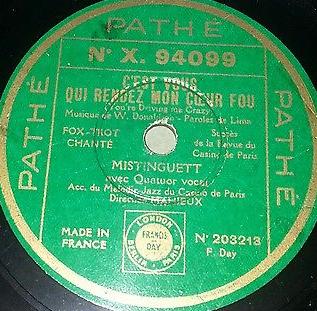 PATHÉ
Nº X. 94099
C'EST VOUS
QUI RENDEZ MON CŒUR FOU
You're Driving me Crazy
Musique de W. Donaldson - Paroles de Lima
FOX-TROT
CHANTÉ
Succès
de la Revue du
Casino de Paris
MISTINGUETT
avec Quatuor vocal
Acc. du Melodic Jazz du Casino de Paris
Direction MAHIEUX
MADE IN
FRANCE
LONDON
FRANCIS
DAY
BERLIN PARIS
Nº 203213
F. Day
PATHÉ
PATHÉ